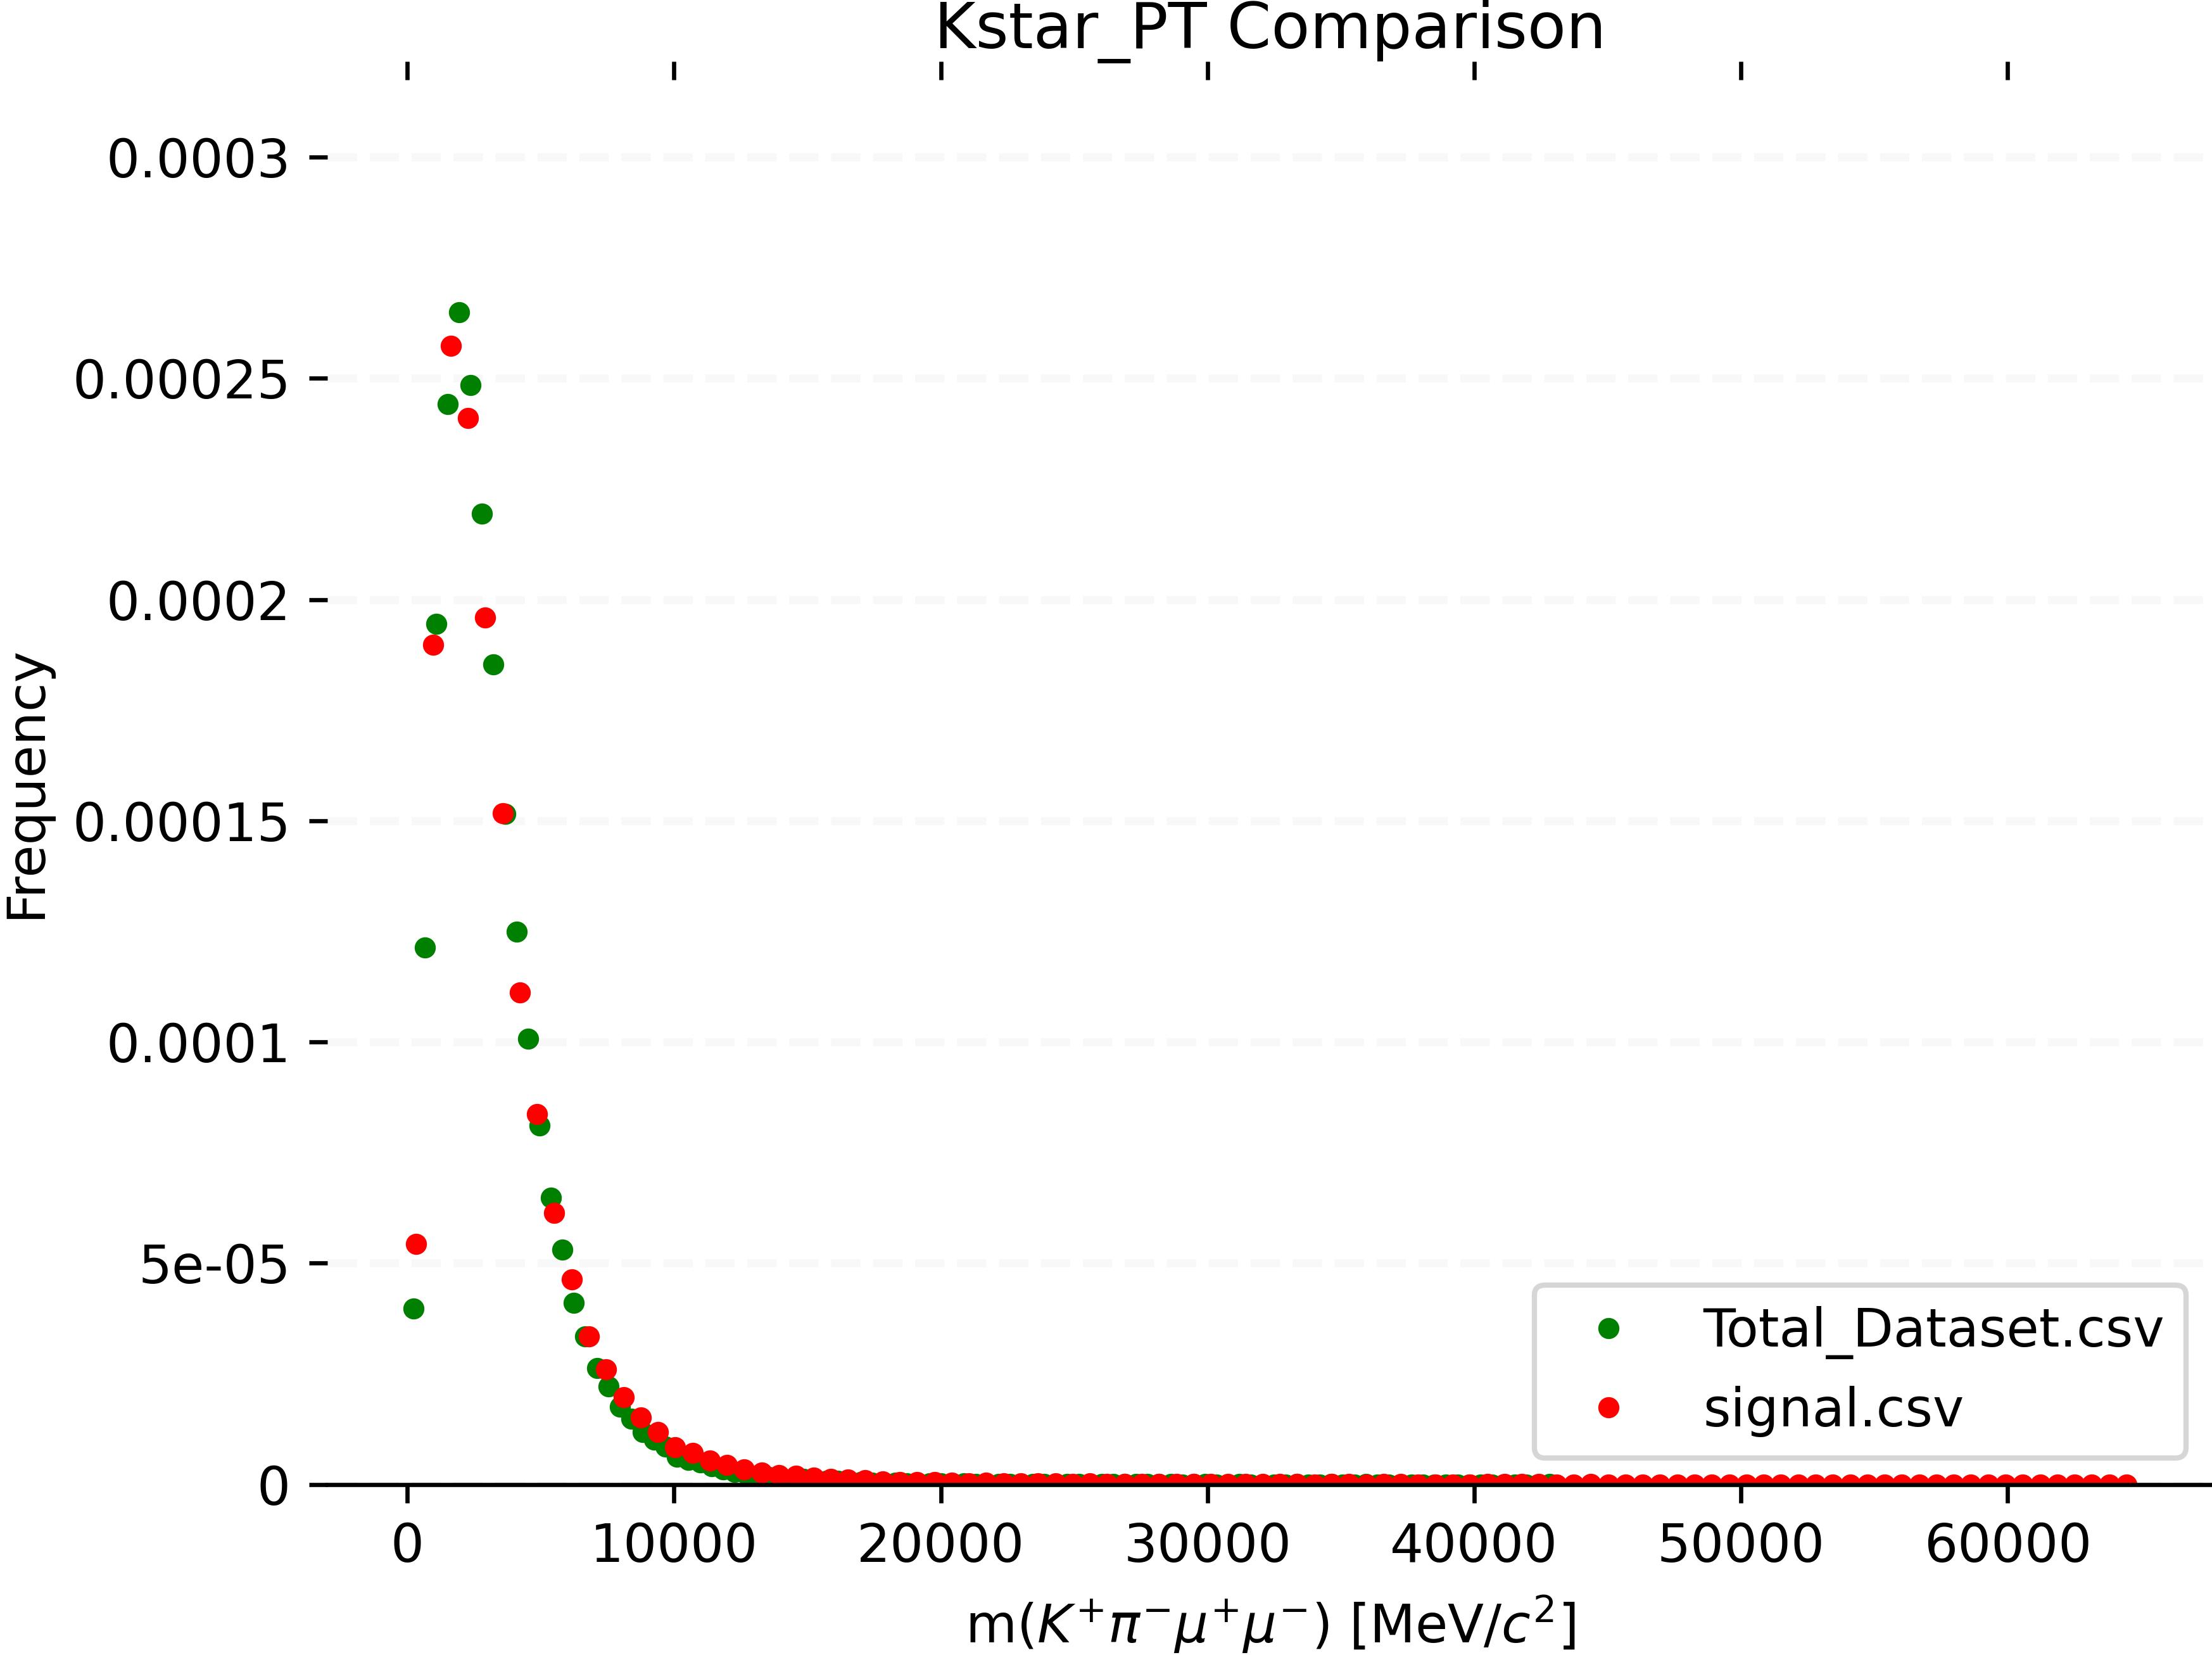 Kstar_PT Comparison
0.0003
0.00025
0.0002
0.00015
0.0001
5e-05
0
Frequency
Total_Dataset.csv
signal.csv
0 10000 20000 30000 40000 50000 60000
m(K⁺π⁻μ⁺μ⁻) [MeV/c²]